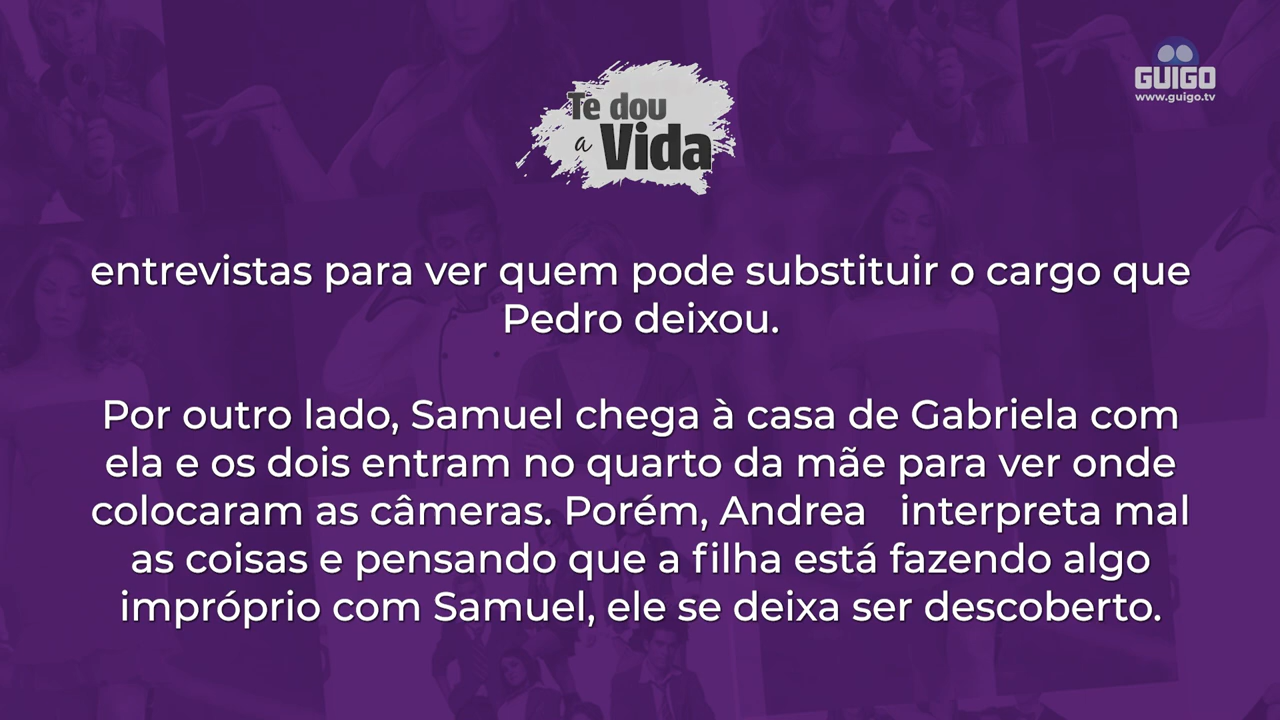 GUIGO
www.guigo.tv
Te dou
a Vida
entrevistas para ver quem pode substituir o cargo que
Pedro deixou.
Por outro lado, Samuel chega à casa de Gabriela com
ela e os dois entram no quarto da mãe para ver onde
colocaram as câmeras. Porém, Andrea   interpreta mal
as coisas e pensando que a filha está fazendo algo
impróprio com Samuel, ele se deixa ser descoberto.